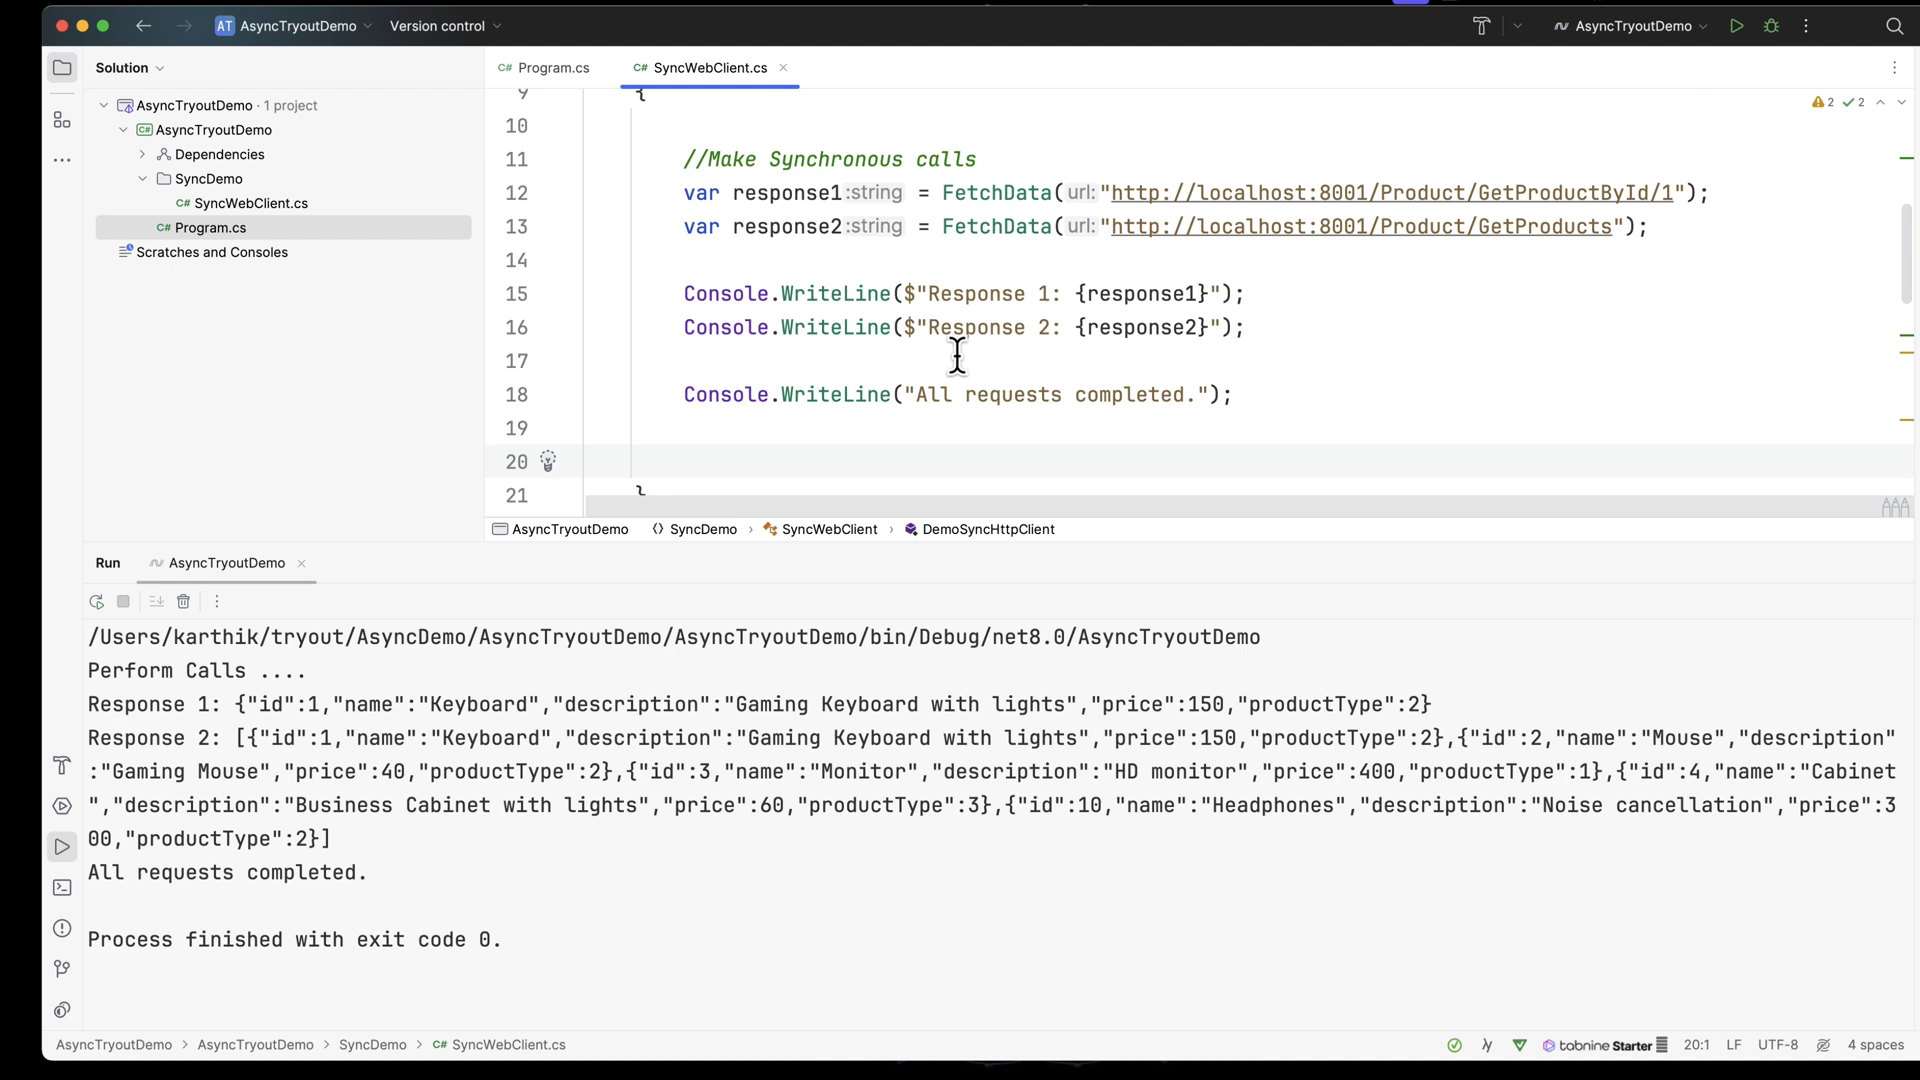 AT AsyncTryoutDemo
Version control
AsyncTryoutDemo
Solution
C# Program.cs
C# SyncWebClient.cs
AsyncTryoutDemo · 1 project
C# AsyncTryoutDemo
Dependencies
SyncDemo
C# SyncWebClient.cs
C# Program.cs
Scratches and Consoles
2 2
9 {
10
11 //Make Synchronous calls
12 var response1:string = FetchData(url:"http://localhost:8001/Product/GetProductById/1");
13 var response2:string = FetchData(url:"http://localhost:8001/Product/GetProducts");
14
15 Console.WriteLine($"Response 1: {response1}");
16 Console.WriteLine($"Response 2: {response2}");
17
18 Console.WriteLine("All requests completed.");
19
20
21 }
AsyncTryoutDemo SyncDemo › SyncWebClient › DemoSyncHttpClient
Run AsyncTryoutDemo
/Users/karthik/tryout/AsyncDemo/AsyncTryoutDemo/AsyncTryoutDemo/bin/Debug/net8.0/AsyncTryoutDemo
Perform Calls ....
Response 1: {"id":1,"name":"Keyboard","description":"Gaming Keyboard with lights","price":150,"productType":2}
Response 2: [{"id":1,"name":"Keyboard","description":"Gaming Keyboard with lights","price":150,"productType":2},{"id":2,"name":"Mouse","description"
:"Gaming Mouse","price":40,"productType":2},{"id":3,"name":"Monitor","description":"HD monitor","price":400,"productType":1},{"id":4,"name":"Cabinet
","description":"Business Cabinet with lights","price":60,"productType":3},{"id":10,"name":"Headphones","description":"Noise cancellation","price":3
00,"productType":2}]
All requests completed.
Process finished with exit code 0.
AsyncTryoutDemo › AsyncTryoutDemo › SyncDemo › C# SyncWebClient.cs
tabnine Starter 20:1 LF UTF-8 4 spaces